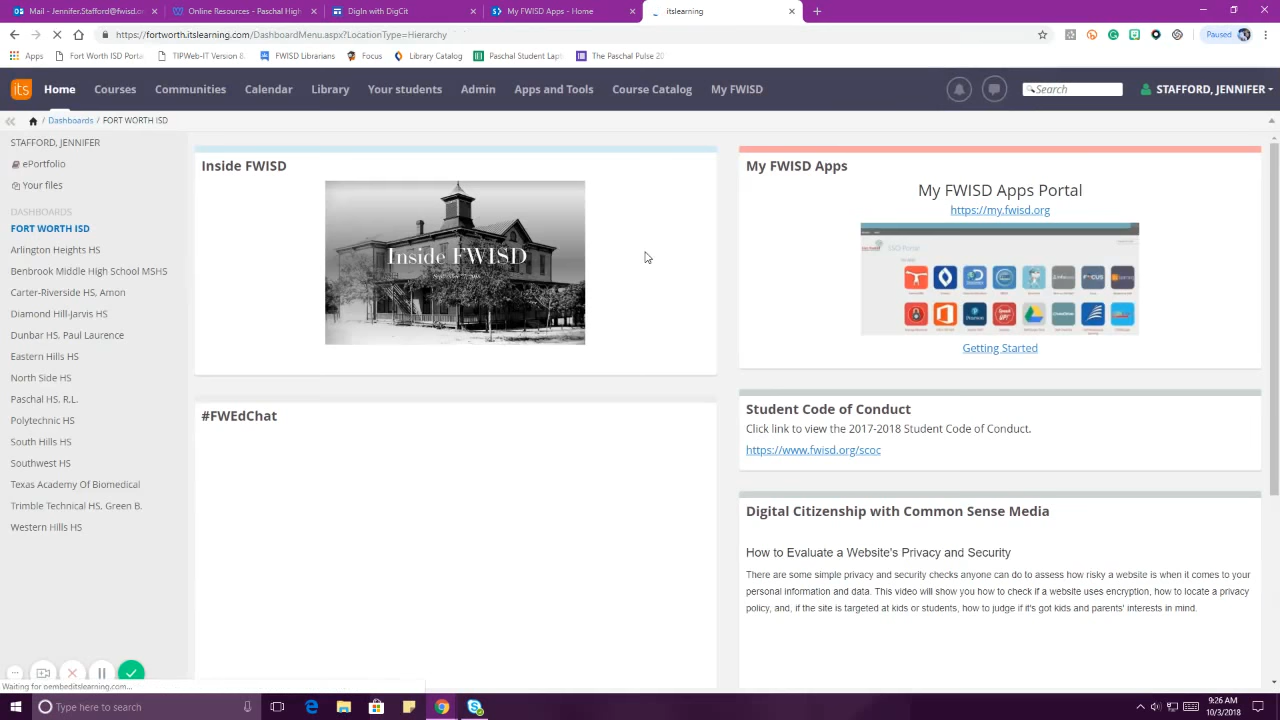 Mail - Jennifer.Stafford@fwisd.or
Online Resources - Paschal High
DigIn with DigCit
My FWISD Apps - Home
itslearning
https://fortworth.itslearning.com/DashboardMenu.aspx?LocationType=Hierarchy
Paused
Apps
Fort Worth ISD Porta
TIPWeb-IT Version 8.
FWISD Librarians
Focus
Library Catalog
Paschal Student Lapt
The Paschal Pulse 20
its
Home
Courses
Communities
Calendar
Library
Your students
Admin
Apps and Tools
Course Catalog
My FWISD
Search
STAFFORD, JENNIFER
/ Dashboards / FORT WORTH ISD
STAFFORD, JENNIFER
ePortfolio
Your files
DASHBOARDS
FORT WORTH ISD
Arlington Heights HS
Benbrook Middle High School MSHS
Carter-Riverside HS, Amon
Diamond Hill-Jarvis HS
Dunbar HS, Paul Laurence
Eastern Hills HS
North Side HS
Paschal HS, R.L.
Polytechnic HS
South Hills HS
Southwest HS
Texas Academy Of Biomedical
Trimble Technical HS, Green B.
Western Hills HS
Inside FWISD
Inside FWISD
#FWEdChat
My FWISD Apps
My FWISD Apps Portal
https://my.fwisd.org
Getting Started
Student Code of Conduct
Click link to view the 2017-2018 Student Code of Conduct.
https://www.fwisd.org/scoc
Digital Citizenship with Common Sense Media
How to Evaluate a Website's Privacy and Security
There are some simple privacy and security checks anyone can do to assess how risky a website is when it comes to your
personal information and data. This video will show you how to check if a website uses encryption, how to locate a privacy
policy, and, if the site is targeted at kids or students, how to judge if it's got kids and parents' interests in mind.
Waiting for oembed.itslearning.com...
Type here to search
9:26 AM
10/3/2018